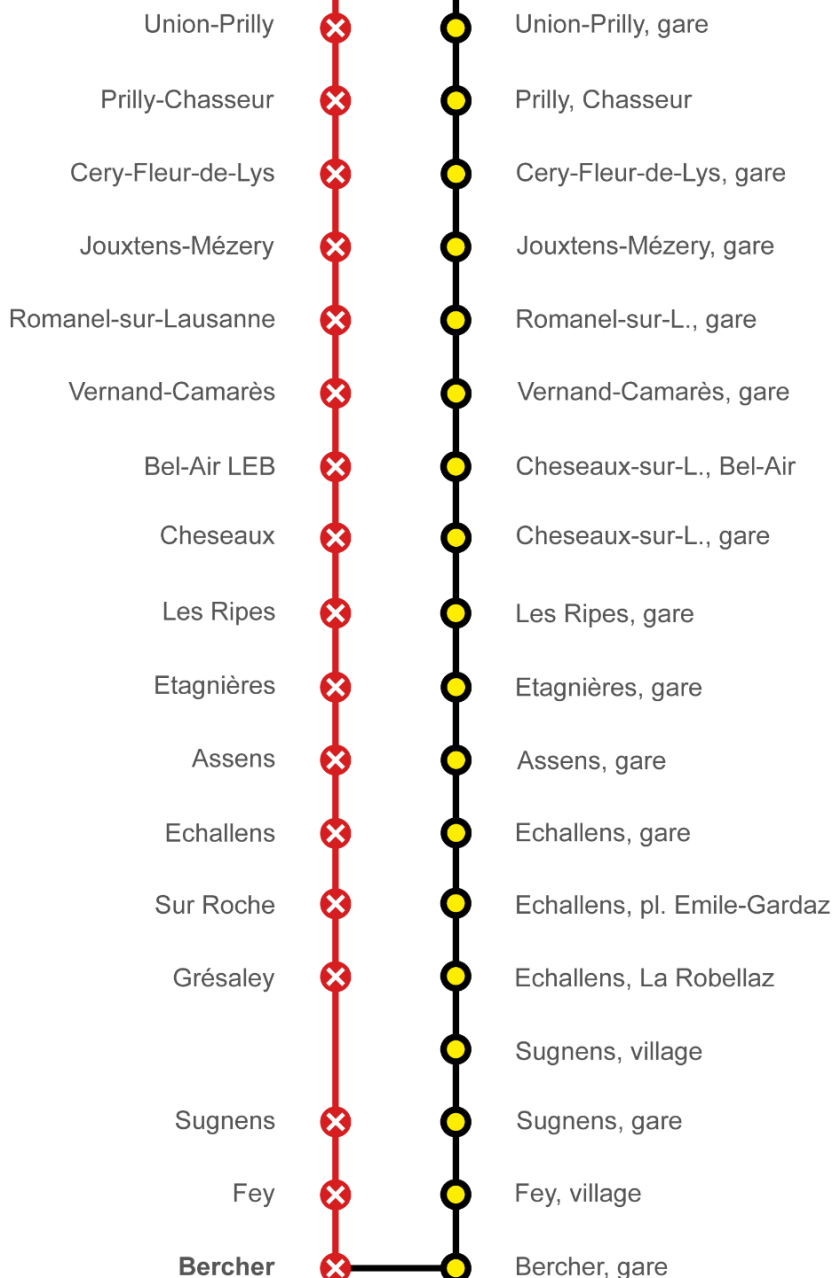 Union-Prilly Union-Prilly, gare
Prilly-Chasseur Prilly, Chasseur
Cery-Fleur-de-Lys Cery-Fleur-de-Lys, gare
Jouxtens-Mézery Jouxtens-Mézery, gare
Romanel-sur-Lausanne Romanel-sur-L., gare
Vernand-Camarès Vernand-Camarès, gare
Bel-Air LEB Cheseaux-sur-L., Bel-Air
Cheseaux Cheseaux-sur-L., gare
Les Ripes Les Ripes, gare
Etagnières Etagnières, gare
Assens Assens, gare
Echallens Echallens, gare
Sur Roche Echallens, pl. Emile-Gardaz
Grésaley Echallens, La Robellaz
Sugnens, village
Sugnens Sugnens, gare
Fey Fey, village
Bercher Bercher, gare